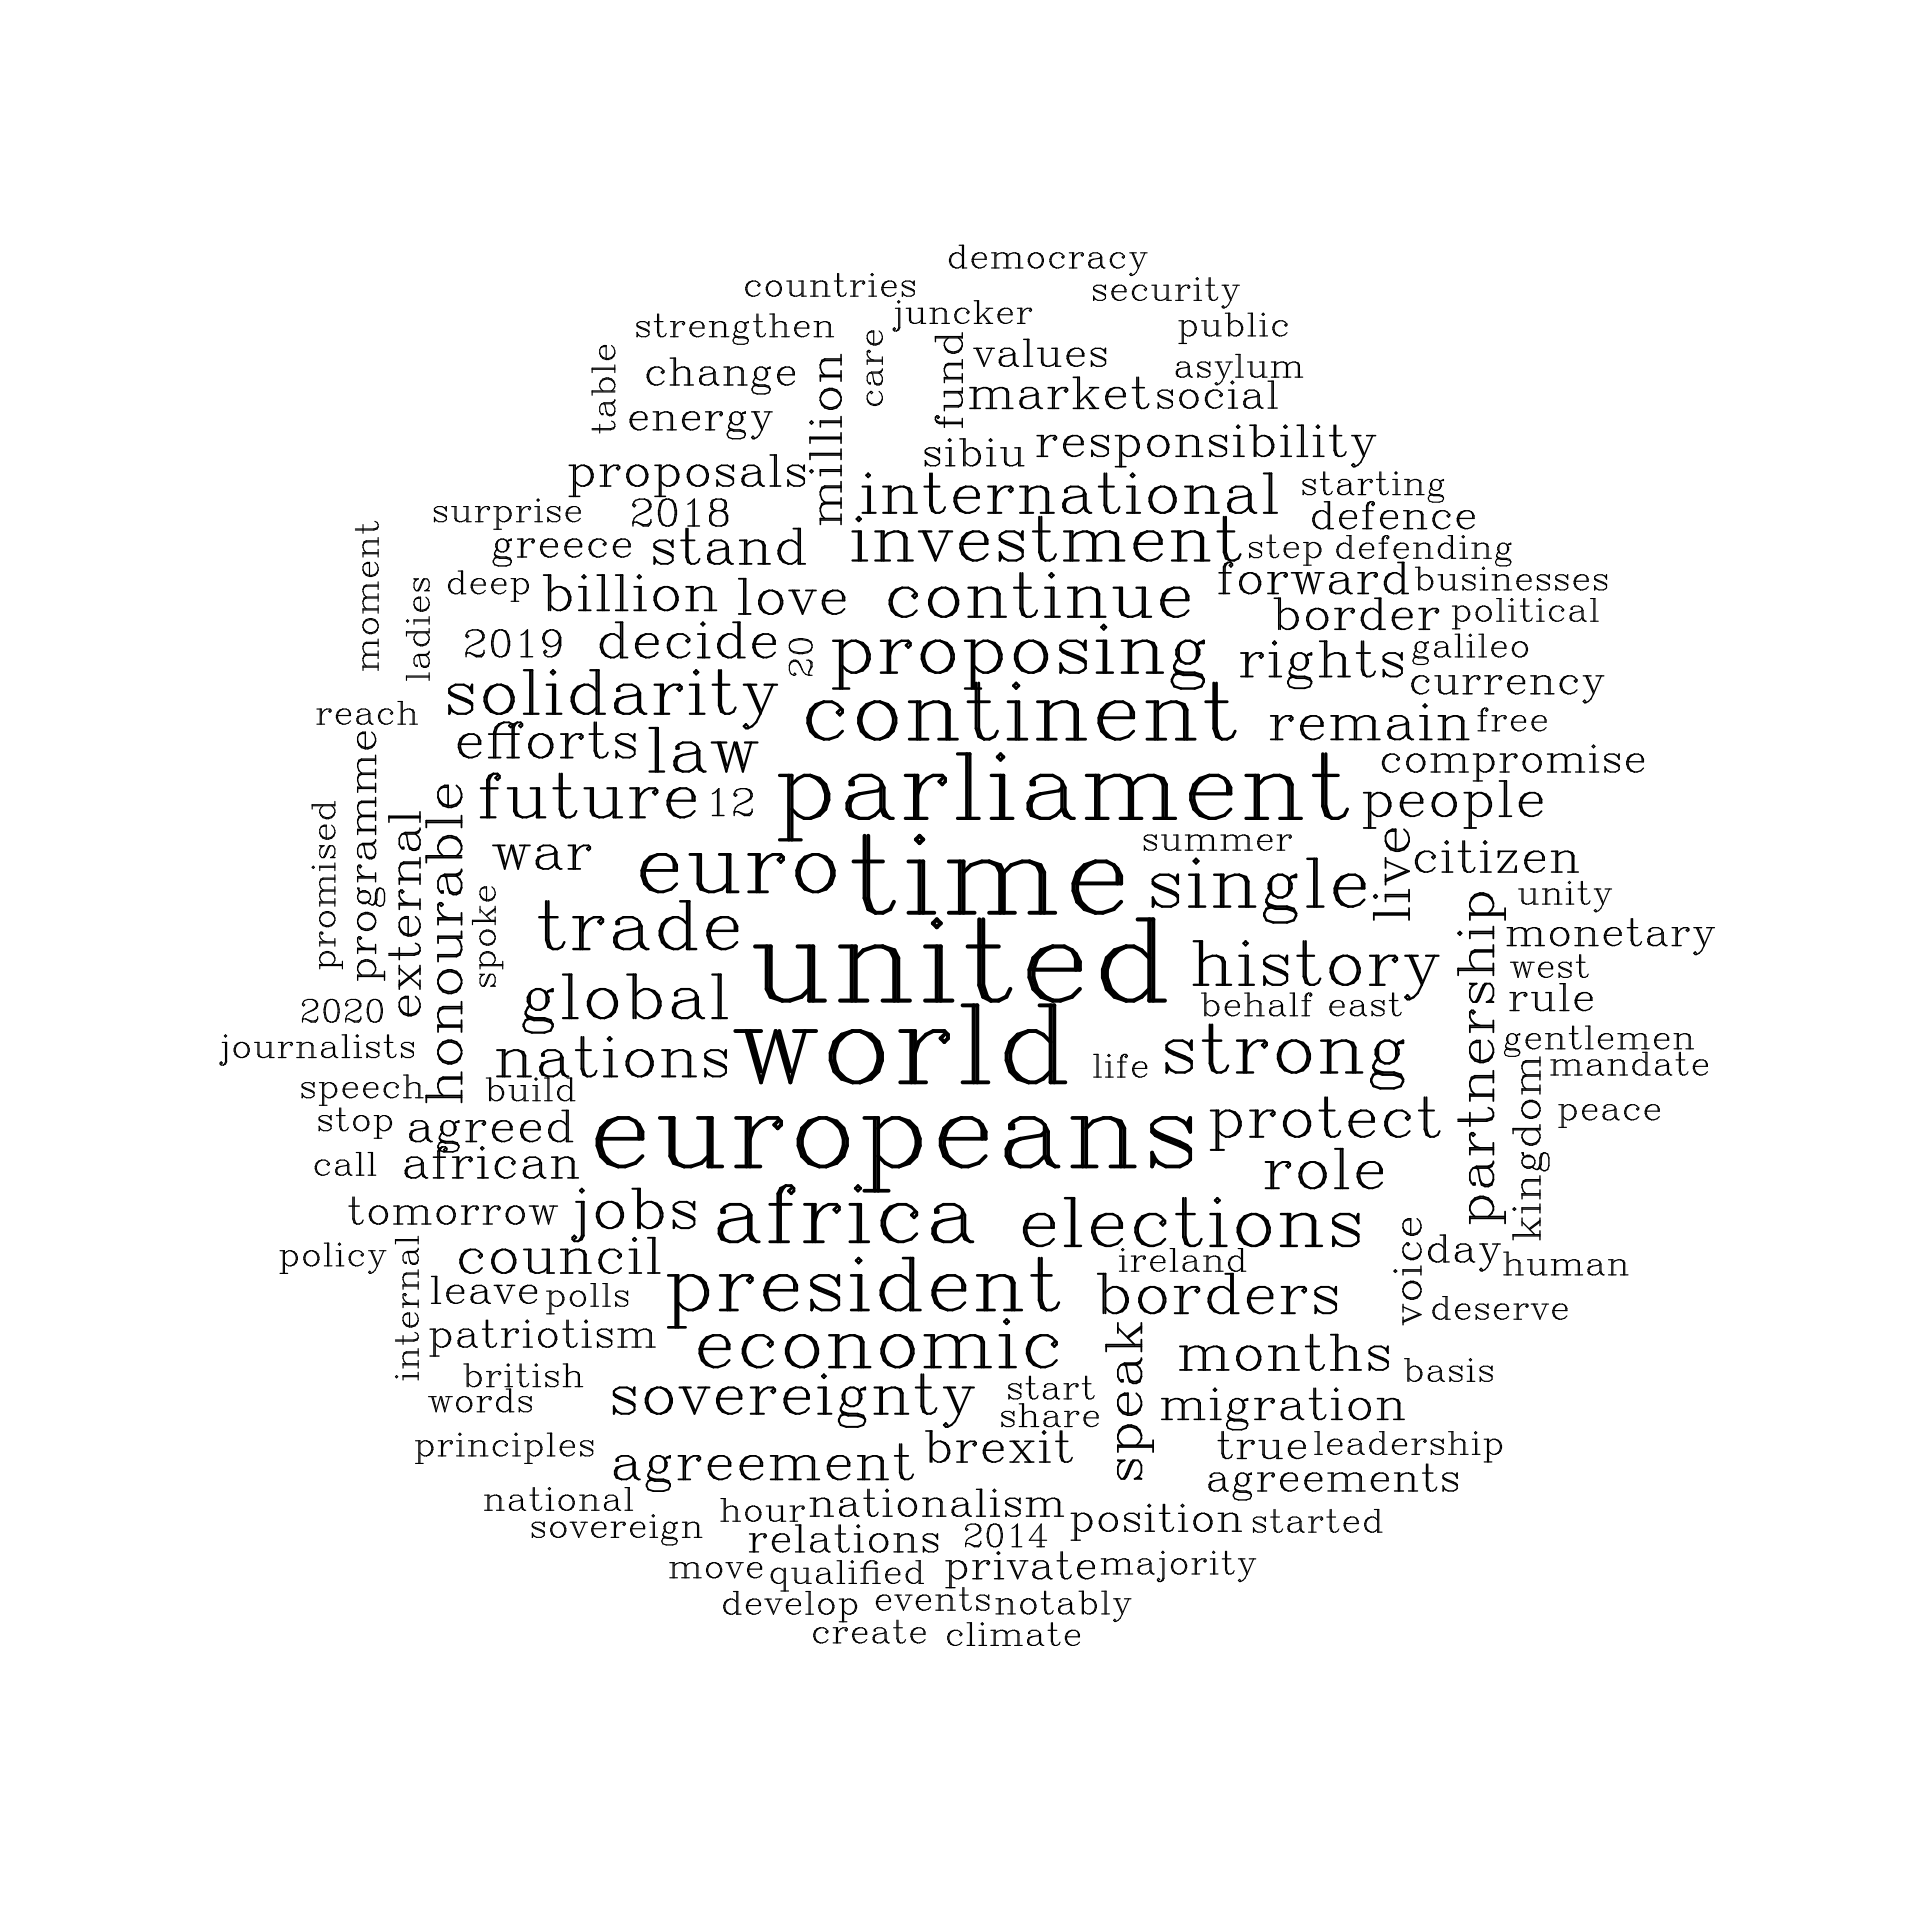 democracy
countries
security
juncker
strengthen
public
care
table
fund
values
million
change
asylum
market
social
energy
responsibility
sibiu
proposals
international
starting
surprise
2018
defence
investment
stand
greece
step
defending
moment
forward
businesses
deep
billion
love
continue
ladies
border
political
2019
decide
20
proposing
rights
galileo
solidarity
currency
continent
reach
remain
free
efforts
law
programme
parliament
compromise
future
12
people
honourable
external
promised
summer
war
euro
time
single
live
citizen
unity
spoke
trade
partnership
monetary
united
history
west
global
behalf
east
rule
2020
journalists
nations
world
life
strong
gentlemen
mandate
speech
build
kingdom
peace
stop
agreed
europeans
protect
call
african
role
tomorrow
jobs
africa
elections
voice
policy
internal
council
ireland
day
human
leave
polls
president
borders
deserve
patriotism
economic
speak
months
british
basis
words
sovereignty
start
share
migration
principles
agreement
brexit
true
leadership
agreements
national
hour
nationalism
sovereign
relations
2014
position
started
move
qualified
private
majority
develop
events
notably
create
climate